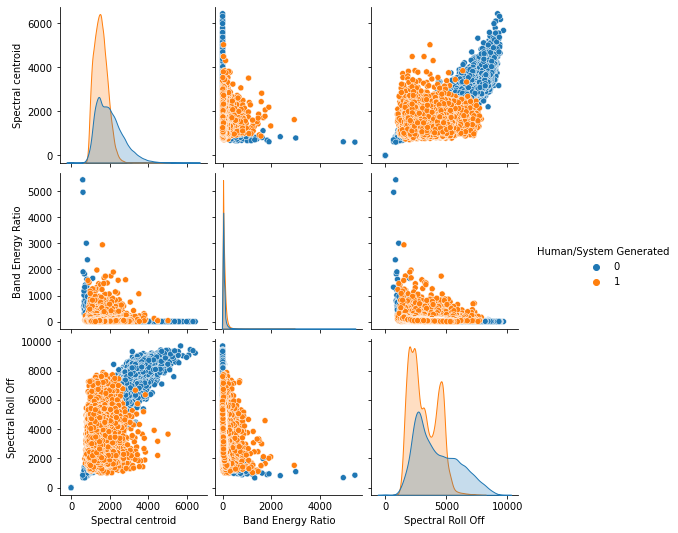 6000
4000
2000
0
Spectral centroid
5000
4000
3000
2000
1000
0
Band Energy Ratio
Human/System Generated
0
1
10000
8000
6000
4000
2000
0
Spectral Roll Off
0 2000 4000 6000
Spectral centroid
0 2000 4000
Band Energy Ratio
0 5000 10000
Spectral Roll Off